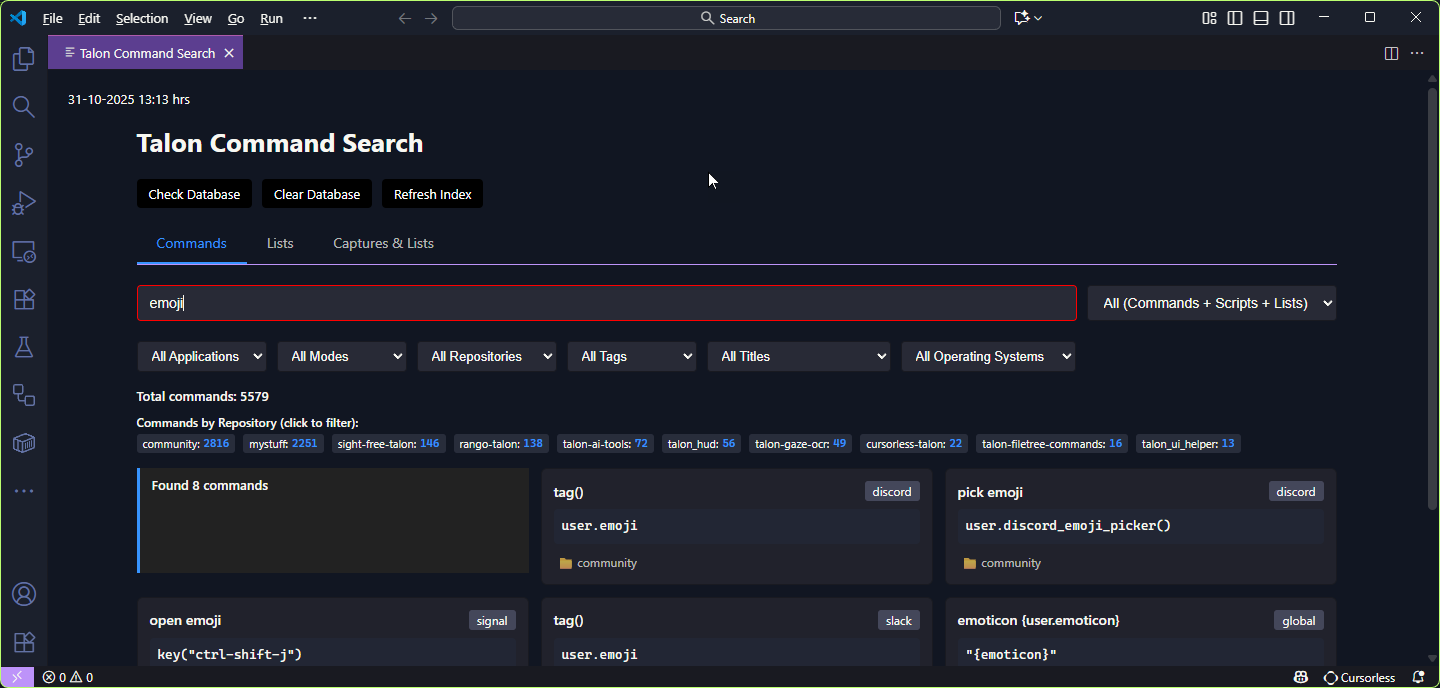 File Edit Selection View Go Run ··· Search
Talon Command Search
31-10-2025 13:13 hrs
Talon Command Search
Check Database Clear Database Refresh Index
Commands Lists Captures & Lists
emoji All (Commands + Scripts + Lists)
All Applications All Modes All Repositories All Tags All Titles All Operating Systems
Total commands: 5579
Commands by Repository (click to filter):
community: 2816 mystuff: 2251 sight-free-talon: 146 rango-talon: 138 talon-ai-tools: 72 talon_hud: 56 talon-gaze-ocr: 49 cursorless-talon: 22 talon-filetree-commands: 16 talon_ui_helper: 13
Found 8 commands
tag() discord
user.emoji
community
pick emoji discord
user.discord_emoji_picker()
community
open emoji signal
key("ctrl-shift-j")
tag() slack
user.emoji
emoticon {user.emoticon} global
"{emoticon}"
0 0 Cursorless